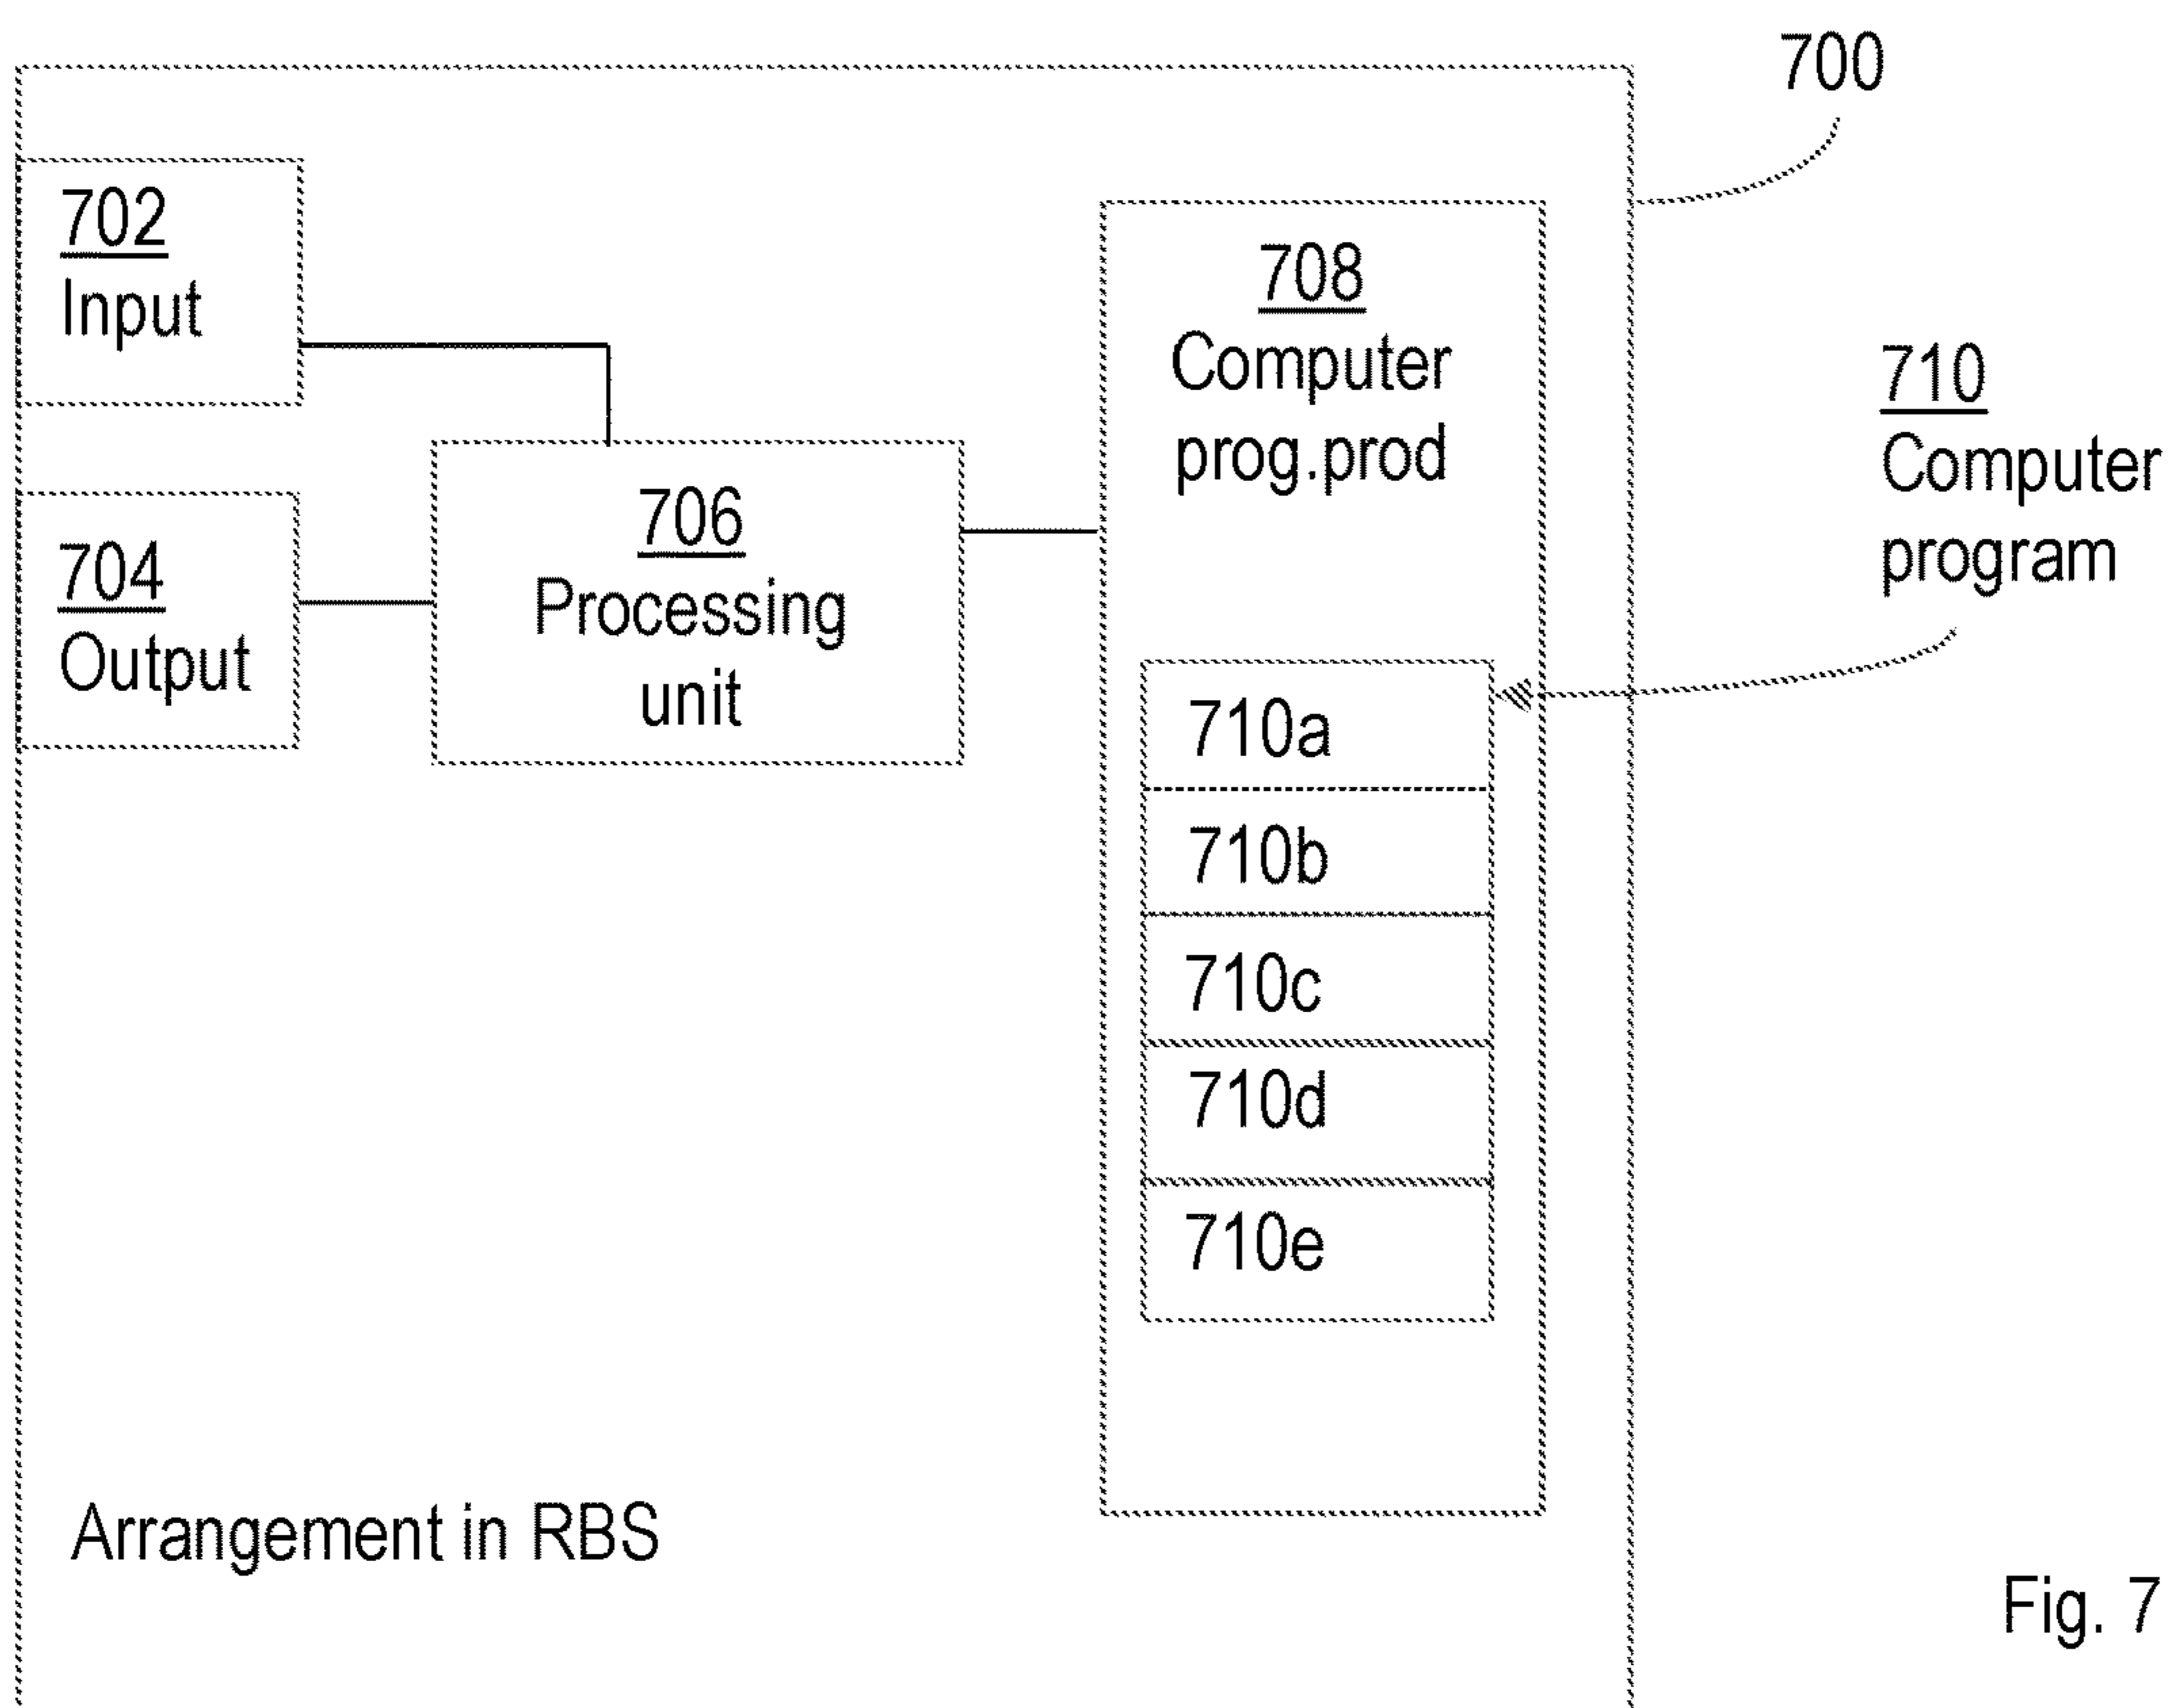 700
702
Input
704
Output
706
Processing
unit
708
Computer
prog.prod
710a
710b
710c
710d
710e
710
Computer
program
Arrangement in RBS
Fig. 7